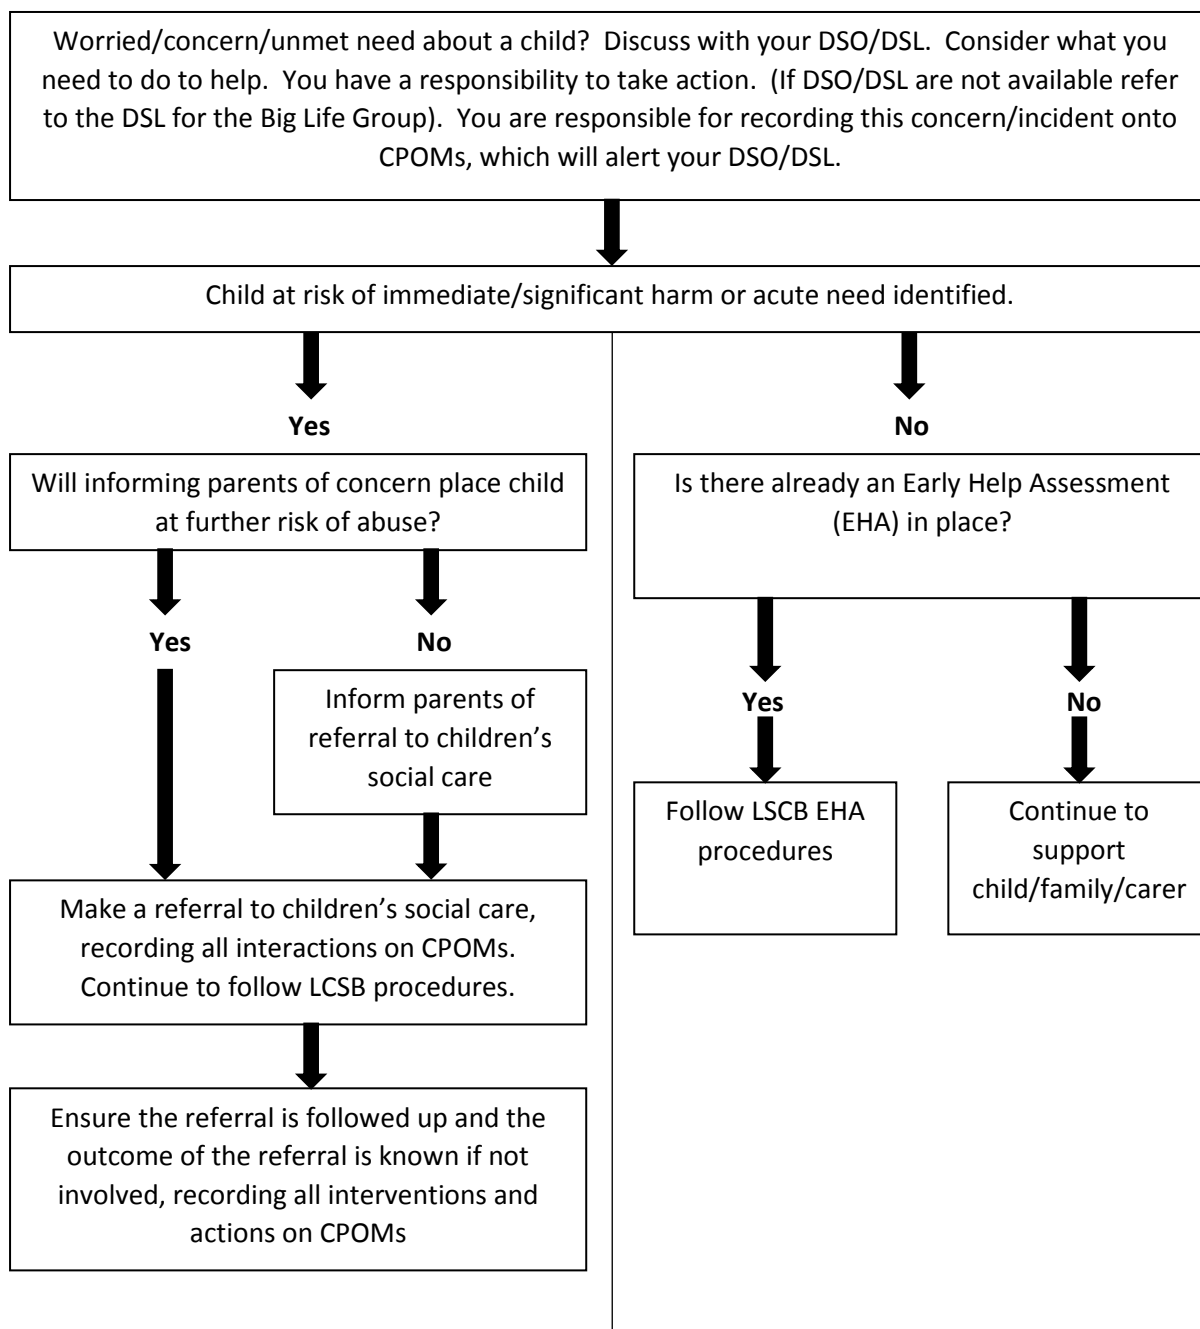 Worried/concern/unmet need about a child?  Discuss with your DSO/DSL.  Consider what you
need to do to help.  You have a responsibility to take action.  (If DSO/DSL are not available refer
to the DSL for the Big Life Group).  You are responsible for recording this concern/incident onto
CPOMs, which will alert your DSO/DSL.
Child at risk of immediate/significant harm or acute need identified.
Yes
Will informing parents of concern place child
at further risk of abuse?
Yes
No
Inform parents of
referral to children’s
social care
Make a referral to children’s social care,
recording all interactions on CPOMs.
Continue to follow LCSB procedures.
Ensure the referral is followed up and the
outcome of the referral is known if not
involved, recording all interventions and
actions on CPOMs
No
Is there already an Early Help Assessment
(EHA) in place?
Yes
No
Follow LSCB EHA
procedures
Continue to
support
child/family/carer